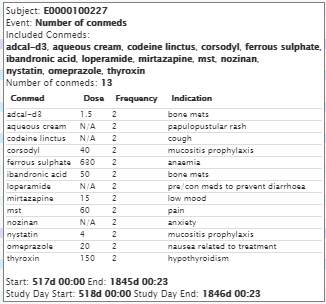 Subject: E0000100227
Event: Number of conmeds
Included Conmeds:
adcal-d3, aqueous cream, codeine linctus, corsodyl, ferrous sulphate,
ibandronic acid, loperamide, mirtazapine, mst, nozinan,
nystatin, omeprazole, thyroxin
Number of conmeds: 13
Conmed Dose Frequency Indication
adcal-d3 1.5 2 bone mets
aqueous cream N/A 2 papulopustular rash
codeine linctus N/A 2 cough
corsodyl 40 2 mucositis prophylaxis
ferrous sulphate 630 2 anaemia
ibandronic acid 50 2 bone mets
loperamide N/A 2 pre/con meds to prevent diarrhoea
mirtazapine 15 2 low mood
mst 60 2 pain
nozinan N/A 2 anxiety
nystatin 4 2 mucositis prophylaxis
omeprazole 20 2 nausea related to treatment
thyroxin 150 2 hypothyroidism
Start: 517d 00:00 End: 1845d 00:23
Study Day Start: 518d 00:00 Study Day End: 1846d 00:23